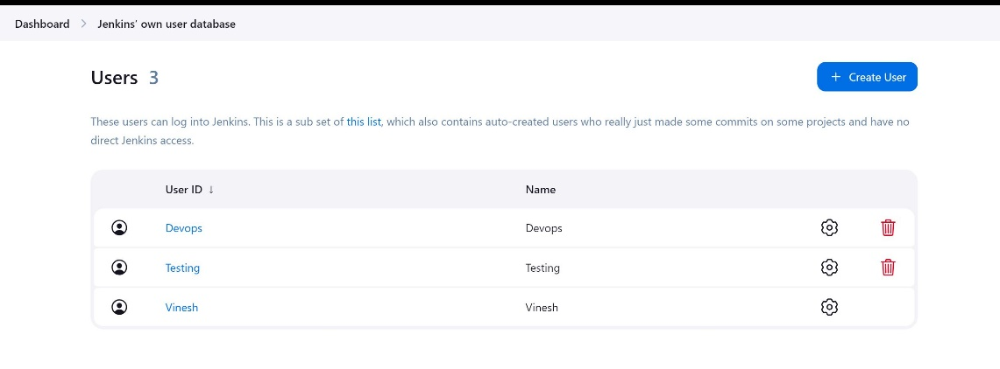 Dashboard > Jenkins' own user database
Users 3
+ Create User
These users can log into Jenkins. This is a sub set of this list, which also contains auto-created users who really just made some commits on some projects and have no
direct Jenkins access.
User ID ↓ Name
Devops Devops
Testing Testing
Vinesh Vinesh